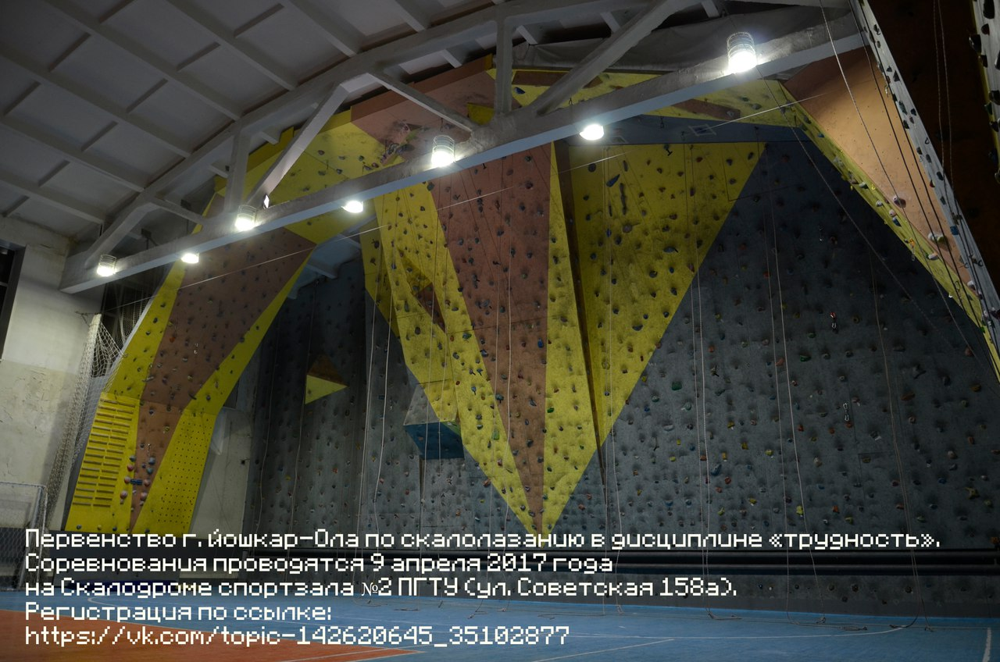 Первенство г. Йошкар-Ола по скалолазанию в дисциплине «трудность».
Соревнования проводятся 9 апреля 2017 года
на Скалодроме спортзала №2 ПГТУ (ул. Советская 158а).
Регистрация по ссылке:
https://vk.com/topic-142620645_35102877